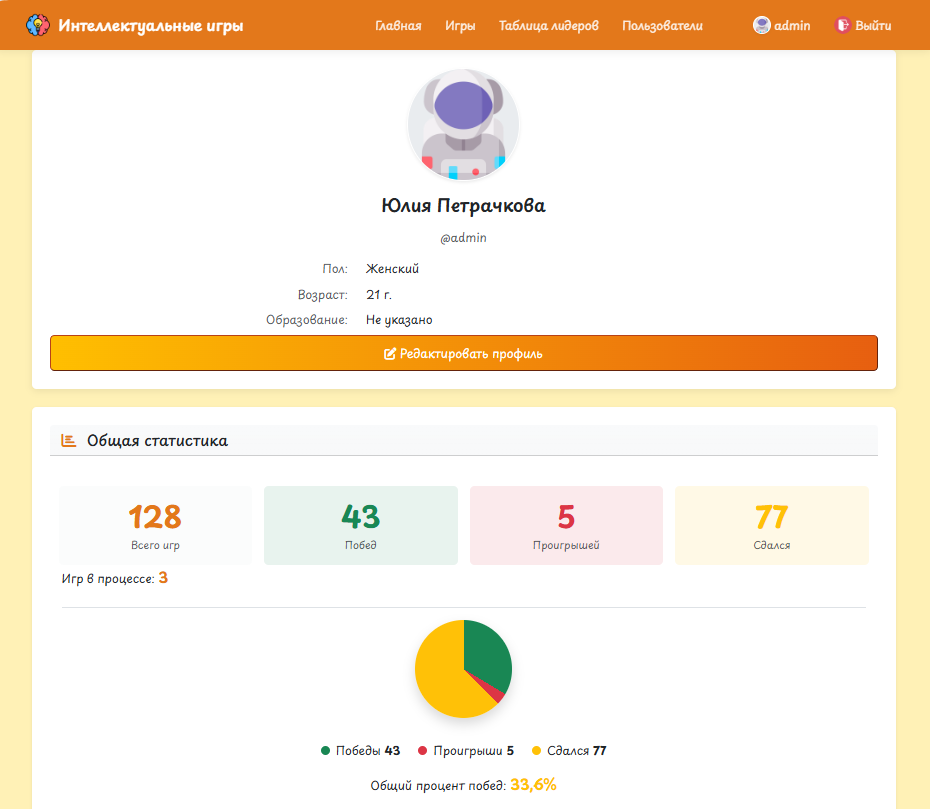 Интеллектуальные игры Главная Игры Таблица лидеров Пользователи admin Выйти
Юлия Петрачкова
@admin
Пол: Женский
Возраст: 21 г.
Образование: Не указано
Редактировать профиль
Общая статистика
128 43 5 77
Всего игр Побед Проигрышей Сдался
Игр в процессе: 3
Победы 43 Проигрыши 5 Сдался 77
Общий процент побед: 33,6%